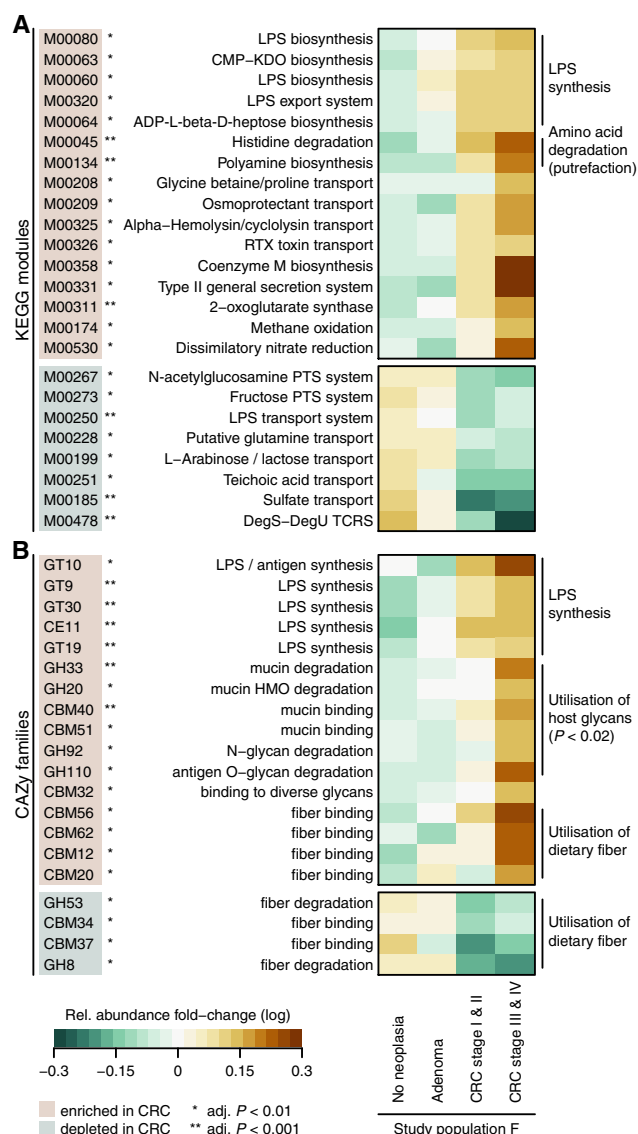 A
M00080 * LPS biosynthesis
M00063 * CMP−KDO biosynthesis
M00060 * LPS biosynthesis
M00320 * LPS export system
M00064 * ADP-L-beta-D-heptose biosynthesis
M00045 ** Histidine degradation
M00134 ** Polyamine biosynthesis
M00208 * Glycine betaine/proline transport
M00209 * Osmoprotectant transport
M00325 * Alpha−Hemolysin/cyclolysin transport
M00326 * RTX toxin transport
M00358 * Coenzyme M biosynthesis
M00331 * Type II general secretion system
M00311 ** 2−oxoglutarate synthase
M00174 * Methane oxidation
M00530 * Dissimilatory nitrate reduction
LPS
synthesis
Amino acid
degradation
(putrefaction)
M00267 * N-acetylglucosamine PTS system
M00273 * Fructose PTS system
M00250 ** LPS transport system
M00228 * Putative glutamine transport
M00199 * L−Arabinose / lactose transport
M00251 * Teichoic acid transport
M00185 ** Sulfate transport
M00478 ** DegS−DegU TCRS
KEGG modules
B
GT10 * LPS / antigen synthesis
GT9 ** LPS synthesis
GT30 ** LPS synthesis
CE11 ** LPS synthesis
GT19 ** LPS synthesis
GH33 ** mucin degradation
GH20 * mucin HMO degradation
CBM40 ** mucin binding
CBM51 * mucin binding
GH92 * N−glycan degradation
GH110 * antigen O−glycan degradation
CBM32 * binding to diverse glycans
CBM56 * fiber binding
CBM62 * fiber binding
CBM12 * fiber binding
CBM20 * fiber binding
LPS
synthesis
Utilisation of
host glycans
(P < 0.02)
Utilisation of
dietary fiber
GH53 * fiber degradation
CBM34 * fiber binding
CBM37 * fiber binding
GH8 * fiber degradation
Utilisation of
dietary fiber
CAZy families
Rel. abundance fold−change (log)
−0.3 −0.15 0 0.15 0.3
enriched in CRC * adj. P < 0.01
depleted in CRC ** adj. P < 0.001
No neoplasia
Adenoma
CRC stage I & II
CRC stage III & IV
Study population F